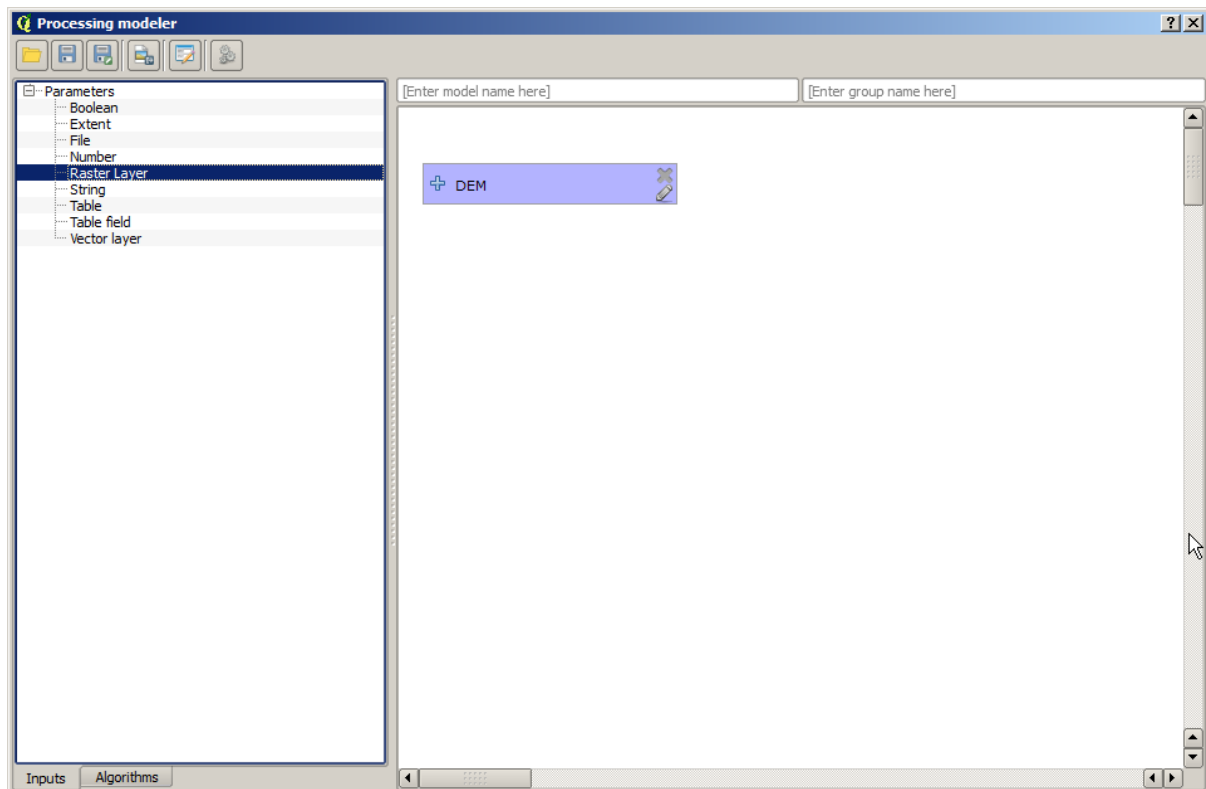 Processing modeler
Parameters
Boolean
Extent
File
Number
Raster Layer
String
Table
Table field
Vector layer
Inputs
Algorithms
[Enter model name here]
[Enter group name here]
DEM